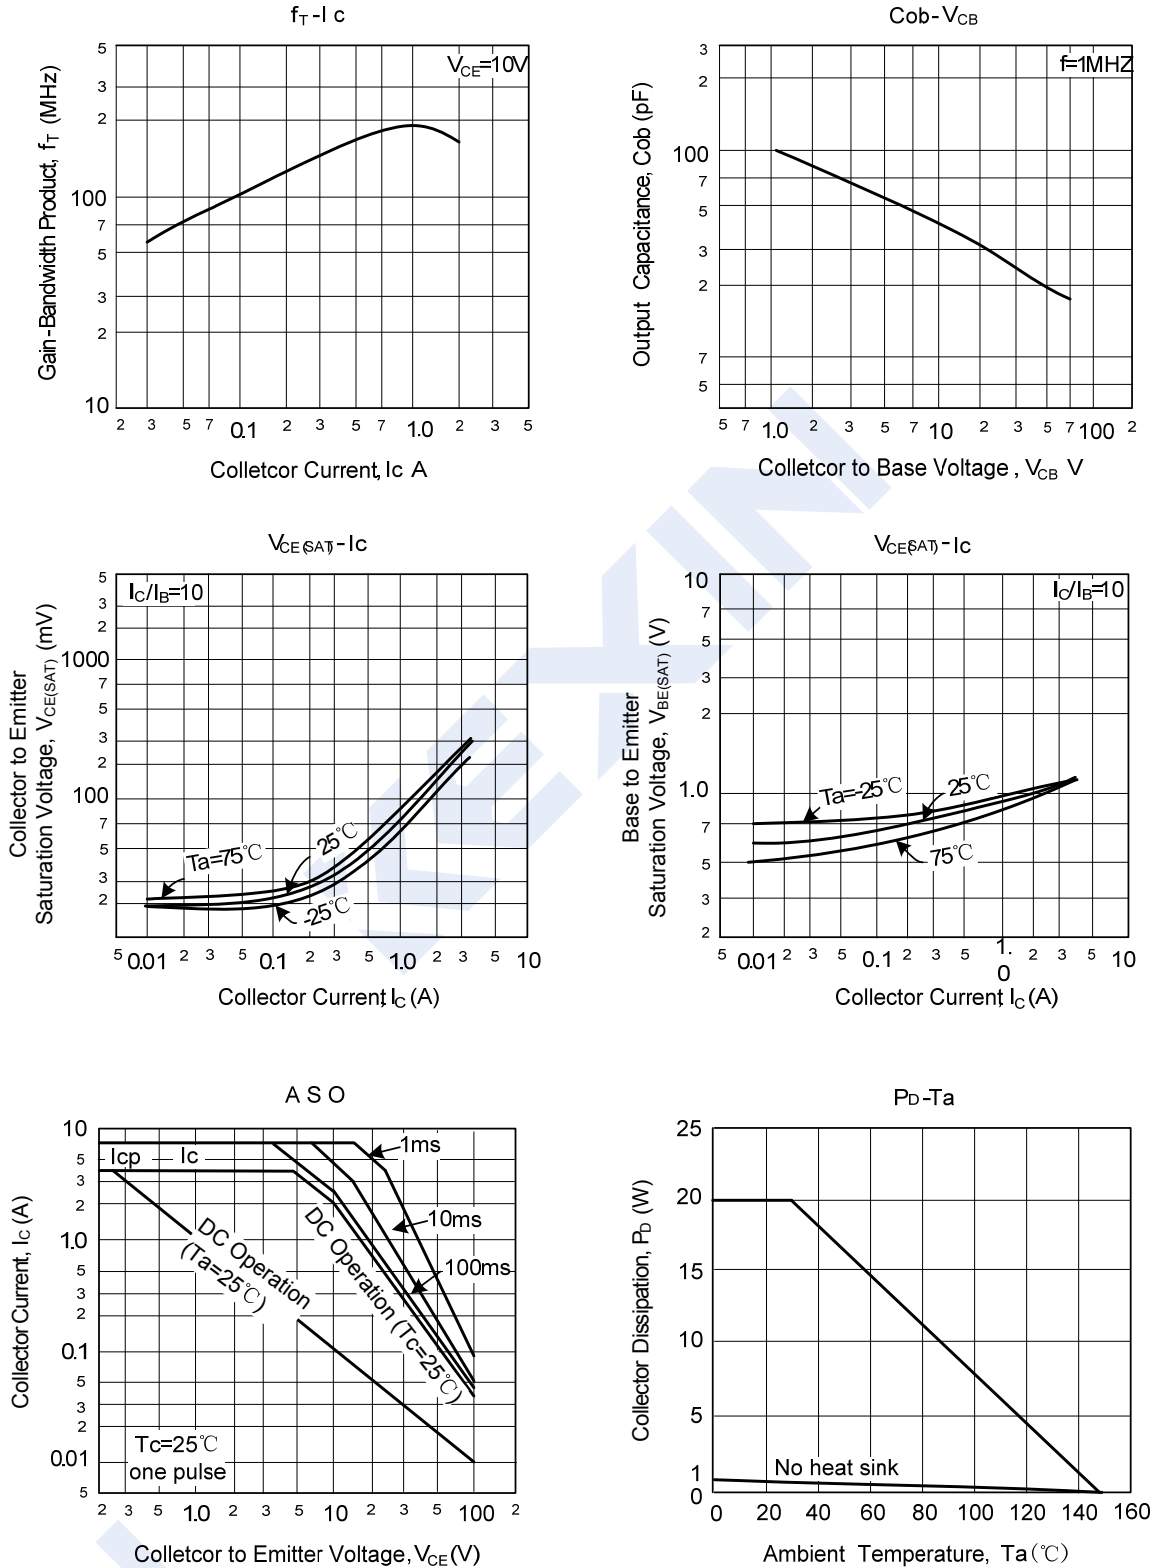 fT-Ic
VCE=10V
Gain-Bandwidth Product, fT (MHz)
5
3
2
100
7
5
3
2
10
2 3 5 7 0.1 2 3 5 1.0 2 3 5
Colletcor Current, Ic A
Cob-VCB
f=1MHZ
Output Capacitance, Cob (pF)
3
2
100
7
5
3
2
7
5
5 7 1.0 2 3 5 7 10 2 3 5 7 100 2
Colletcor to Base Voltage , VCB V
VCE(SAT)-Ic
IC/IB=10
Collector to Emitter
Saturation Voltage, VCE(SAT) (mV)
5
3
2
1000
7
5
3
2
100
7
5
3
2
Ta=75℃
25℃
-25℃
5 0.01 2 3 5 0.1 2 3 5 1.0 2 3 5 10
Collector Current, IC (A)
VCE(SAT)-Ic
IC/IB=10
Base to Emitter
Saturation Voltage, VBE(SAT) (V)
10
7
5
3
2
1.0
7
5
3
2
Ta=-25℃
25℃
75℃
5 0.01 2 3 5 0.1 2 3 5 1.0 2 3 5 10
Collector Current, IC (A)
A S O
Collector Current, IC (A)
10
5
3
2
1.0
5
3
2
0.1
5
3
2
0.01
5
Icp Ic
1ms
10ms
100ms
DC Operation
(Ta=25℃)
DC Operation (Tc=25℃)
Tc=25℃
one pulse
2 3 5 1.0 2 3 5 10 2 3 5 100 2
Colletcor to Emitter Voltage, VCE (V)
PD-Ta
Collector Dissipation, PD (W)
25
20
15
10
5
1
0
No heat sink
0 20 40 60 80 100 120 140 160
Ambient Temperature, Ta (℃)
KEXIN